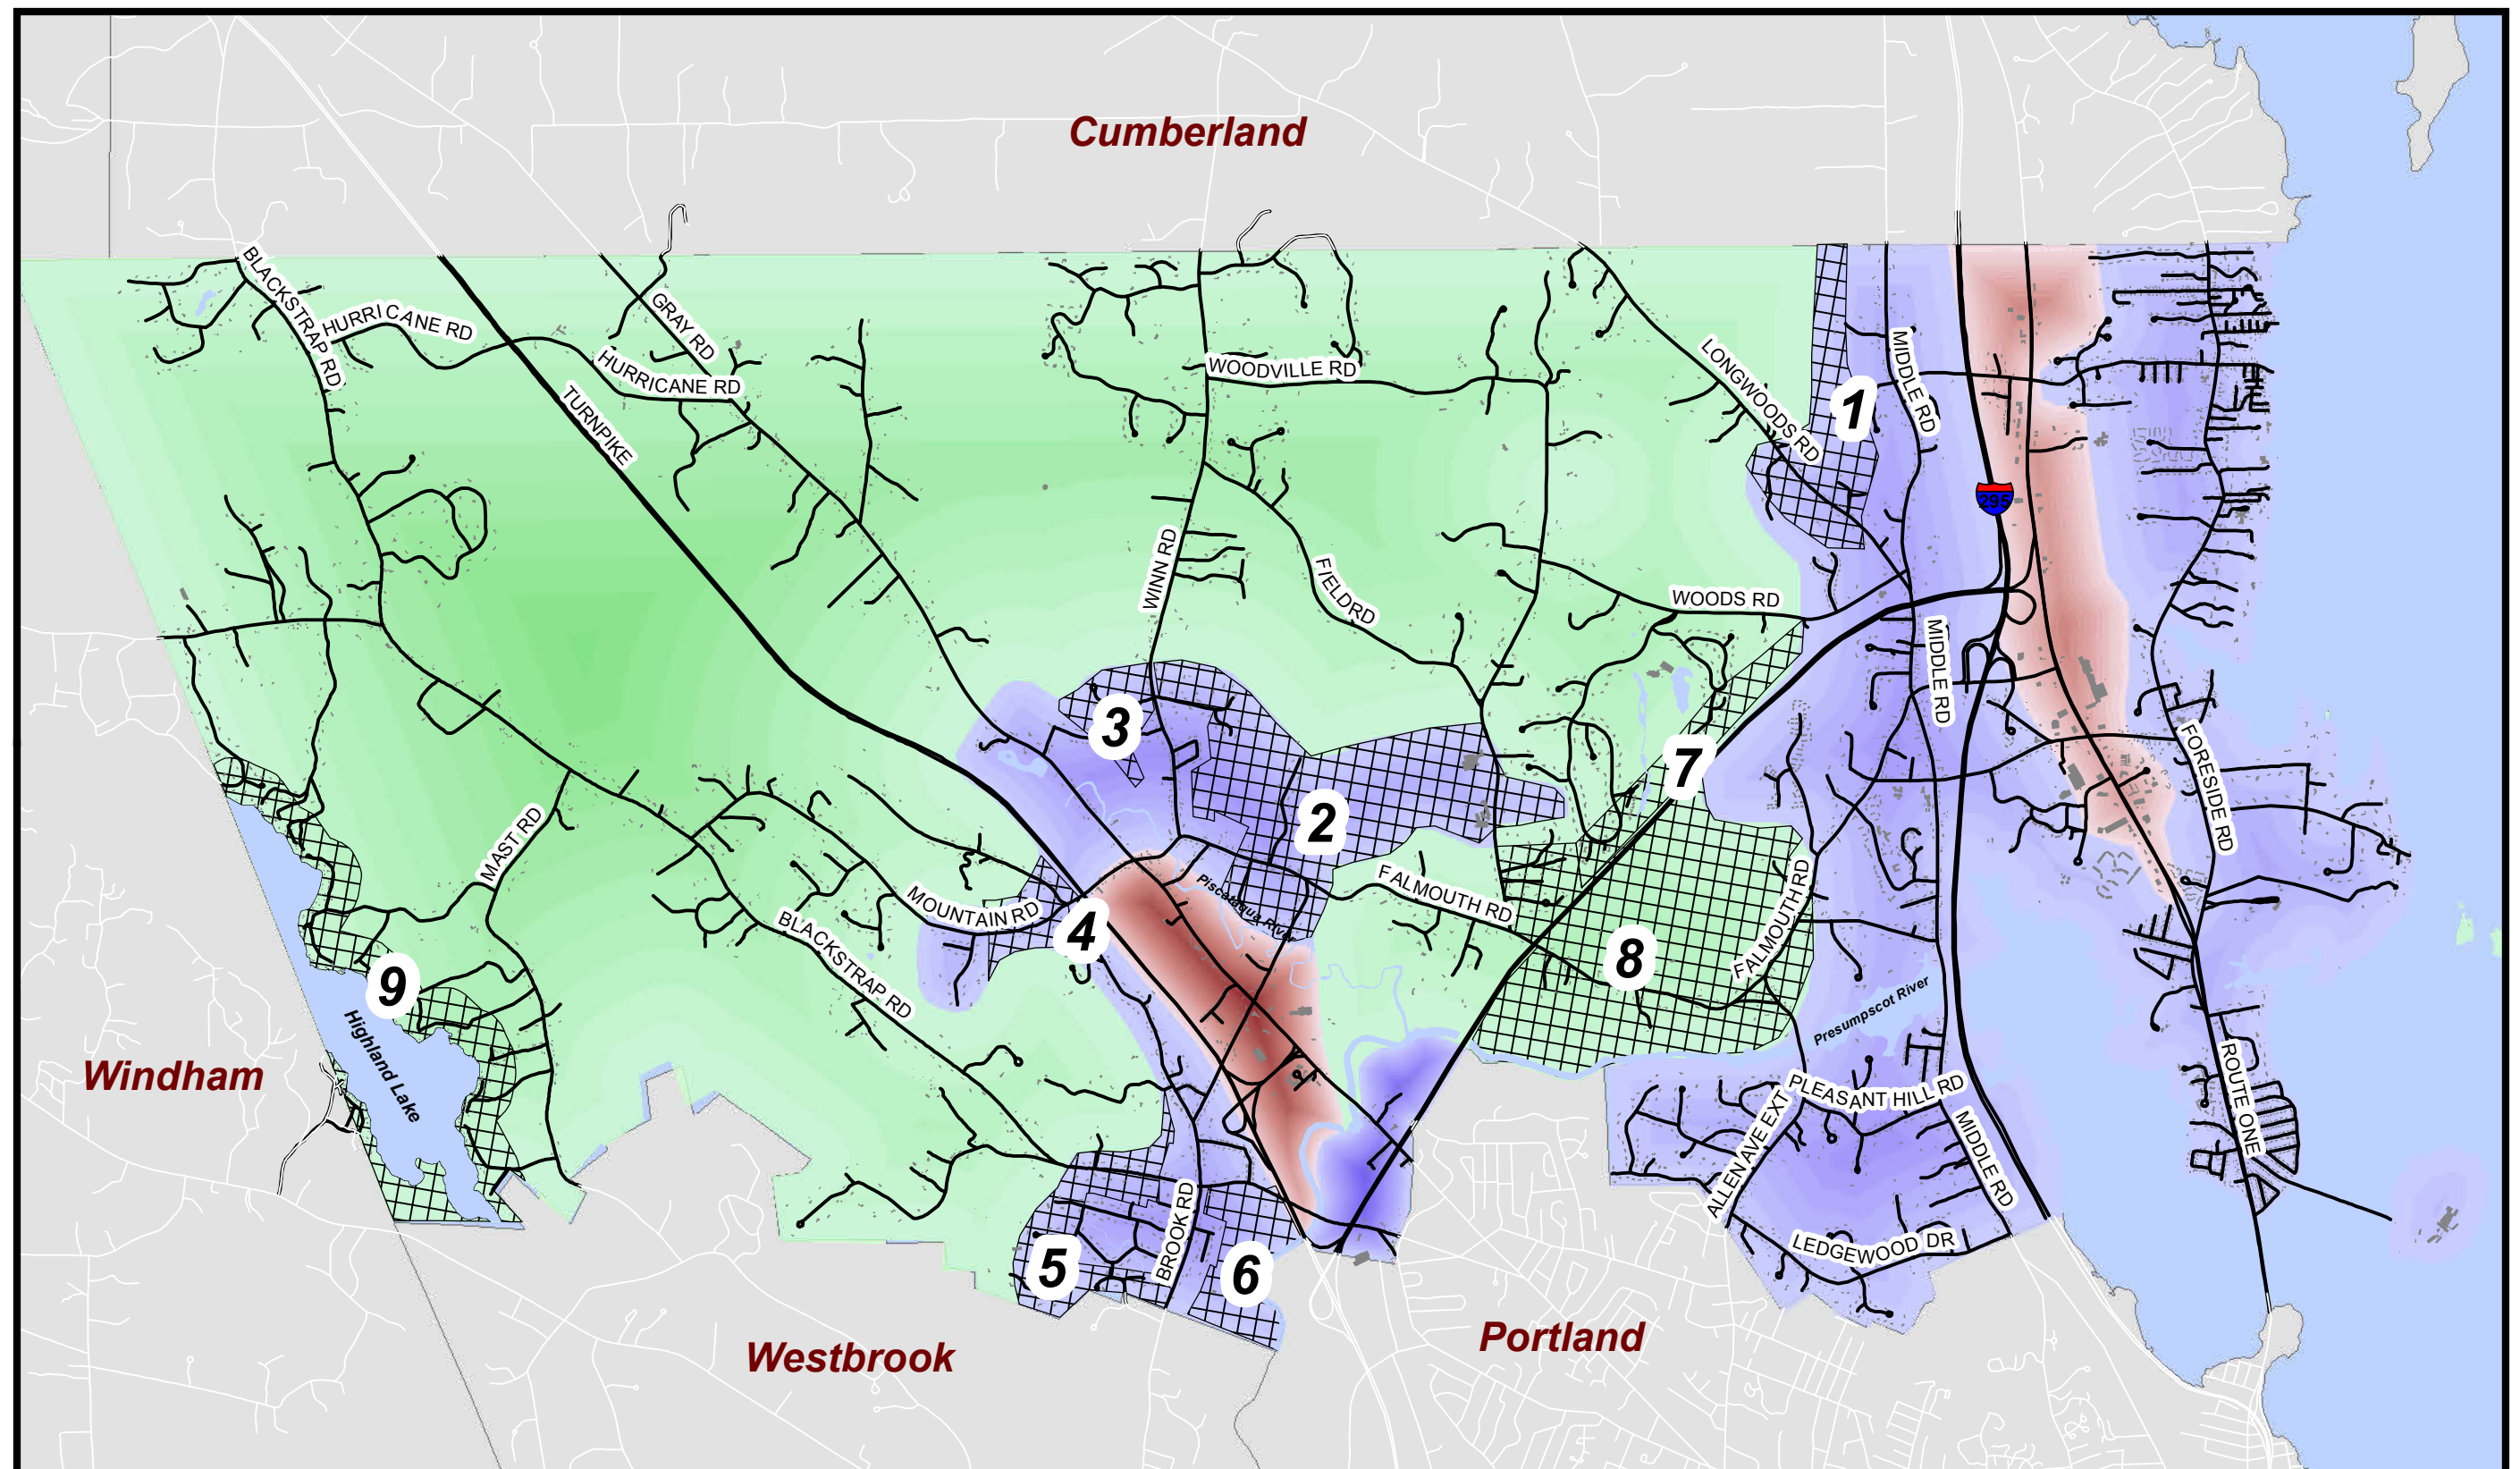 Cumberland
BLACKSTRAP RD
HURRICANE RD
GRAY RD
HURRICANE RD
TURNPIKE
WOODVILLE RD
LONGWOODS RD
MIDDLE RD
1
295
WINN RD
FIELD RD
WOODS RD
MIDDLE RD
3
7
FORESIDE RD
2
MAST RD
MOUNTAIN RD
Piscataqua River
FALMOUTH RD
FALMOUTH RD
4
BLACKSTRAP RD
8
9
Highland Lake
Presumpscot River
Windham
PLEASANT HILL RD
ALLEN AVE EXT
MIDDLE RD
ROUTE ONE
BROOK RD
LEDGEWOOD DR
5
6
Westbrook
Portland